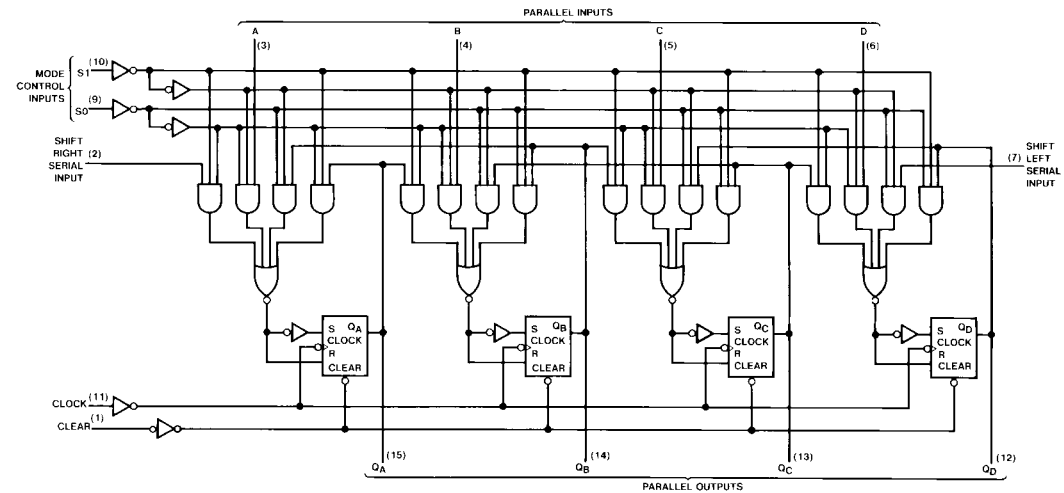 PARALLEL INPUTS
A B C D
(3) (4) (5) (6)
MODE
CONTROL
INPUTS
S1 (10)
S0 (9)
SHIFT
RIGHT
SERIAL
INPUT
(2)
SHIFT
LEFT
SERIAL
INPUT
(7)
S QA
CLOCK
R
CLEAR
S QB
CLOCK
R
CLEAR
S QC
CLOCK
R
CLEAR
S QD
CLOCK
R
CLEAR
CLOCK (11)
CLEAR (1)
(15) (14) (13) (12)
QA QB QC QD
PARALLEL OUTPUTS